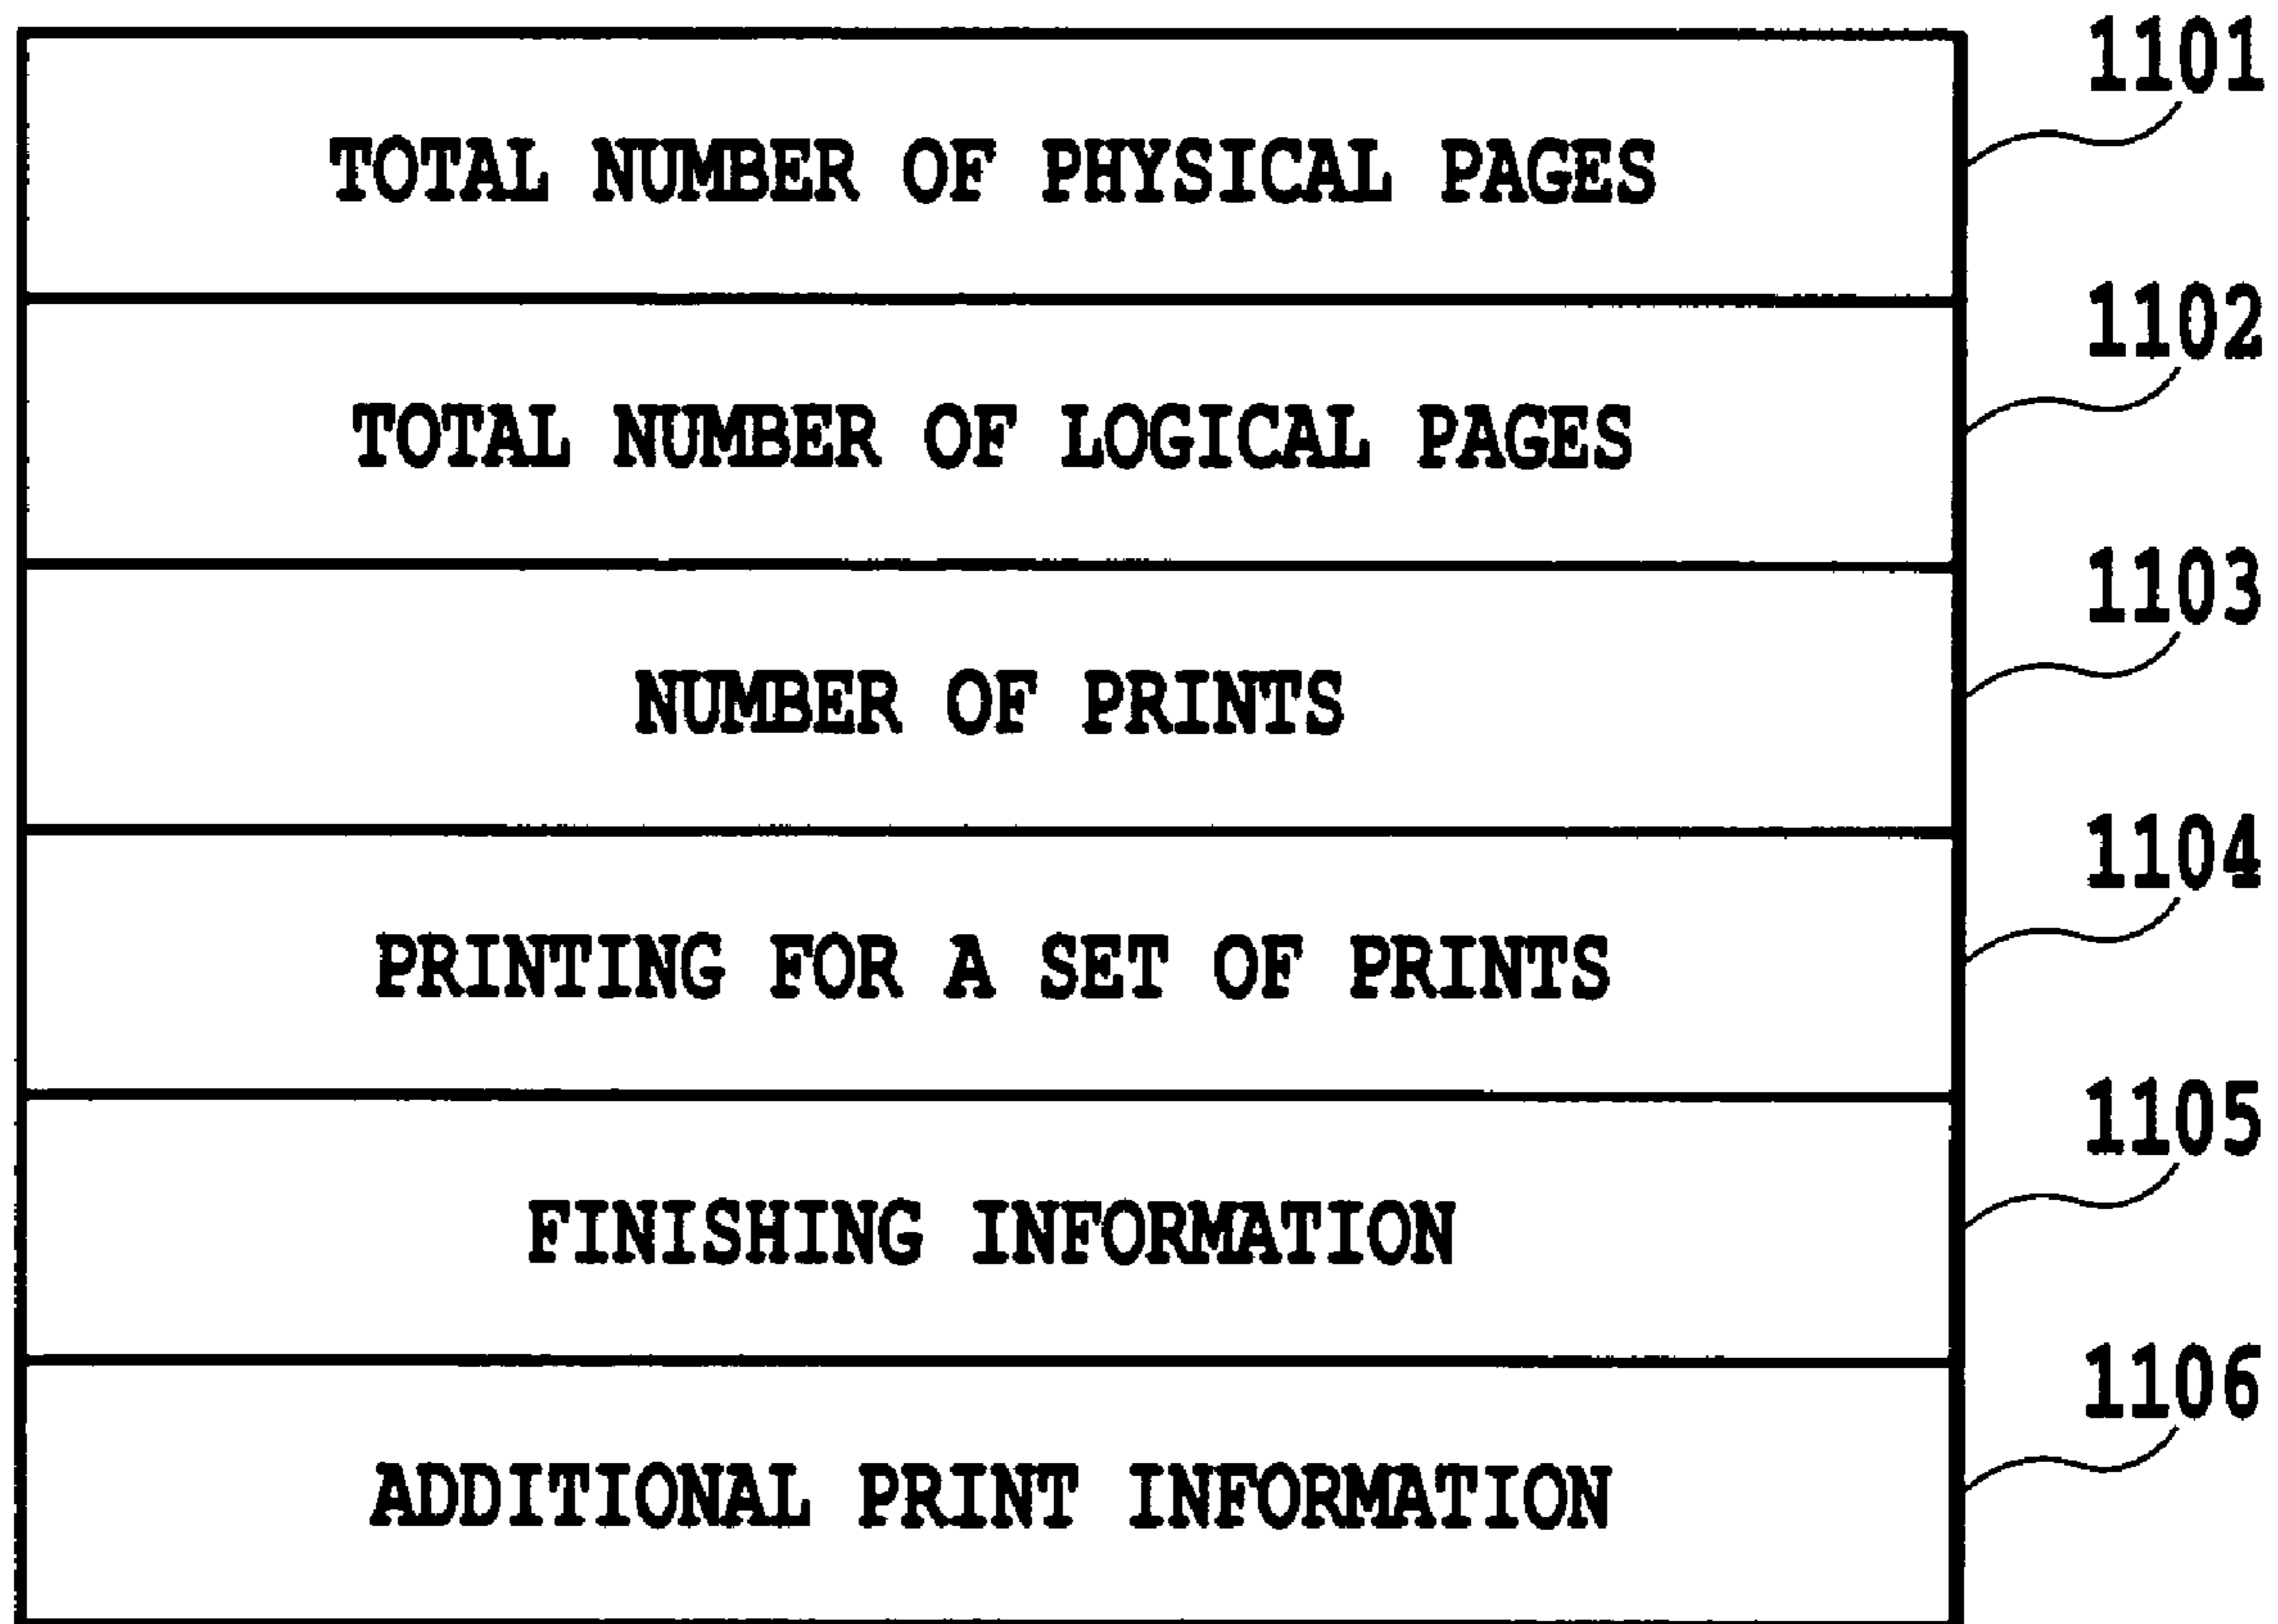 1101
TOTAL NUMBER OF PHYSICAL PAGES
1102
TOTAL NUMBER OF LOGICAL PAGES
1103
NUMBER OF PRINTS
1104
PRINTING FOR A SET OF PRINTS
1105
FINISHING INFORMATION
1106
ADDITIONAL PRINT INFORMATION